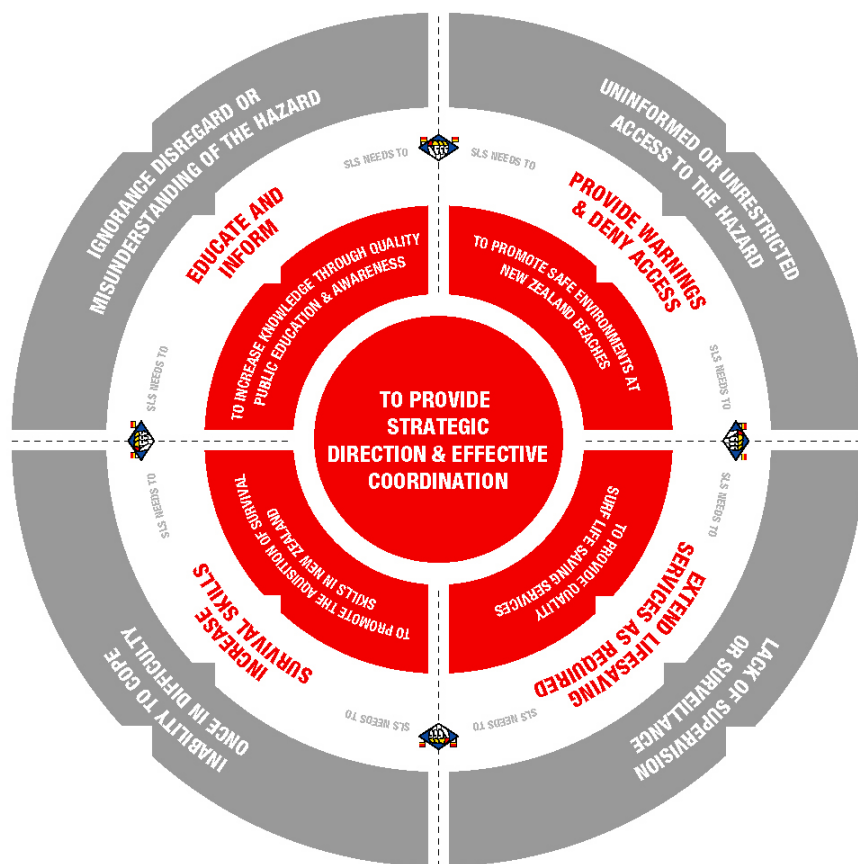 IGNORANCE DISREGARD OR
MISUNDERSTANDING OF THE HAZARD
SLS NEEDS TO
EDUCATE AND
INFORM
SLS NEEDS TO
TO INCREASE KNOWLEDGE THROUGH QUALITY
PUBLIC EDUCATION & AWARENESS
UNINFORMED OR UNRESTRICTED
ACCESS TO THE HAZARD
SLS NEEDS TO
PROVIDE WARNINGS
& DENY ACCESS
SLS NEEDS TO
TO PROMOTE SAFE ENVIRONMENTS AT
NEW ZEALAND BEACHES
TO PROVIDE
STRATEGIC
DIRECTION & EFFECTIVE
COORDINATION
SLS NEEDS TO
TO PROMOTE THE AQUISITION OF SURVIVAL
SKILLS IN NEW ZEALAND
INCREASE
SURVIVAL SKILLS
SLS NEEDS TO
INABILITY TO COPE
ONCE IN DIFFICULTY
SLS NEEDS TO
TO PROVIDE QUALITY
SURF LIFE SAVING SERVICES
EXTEND LIFESAVING
SERVICES AS REQUIRED
SLS NEEDS TO
LACK OF SUPERVISION
OR SURVEILLANCE